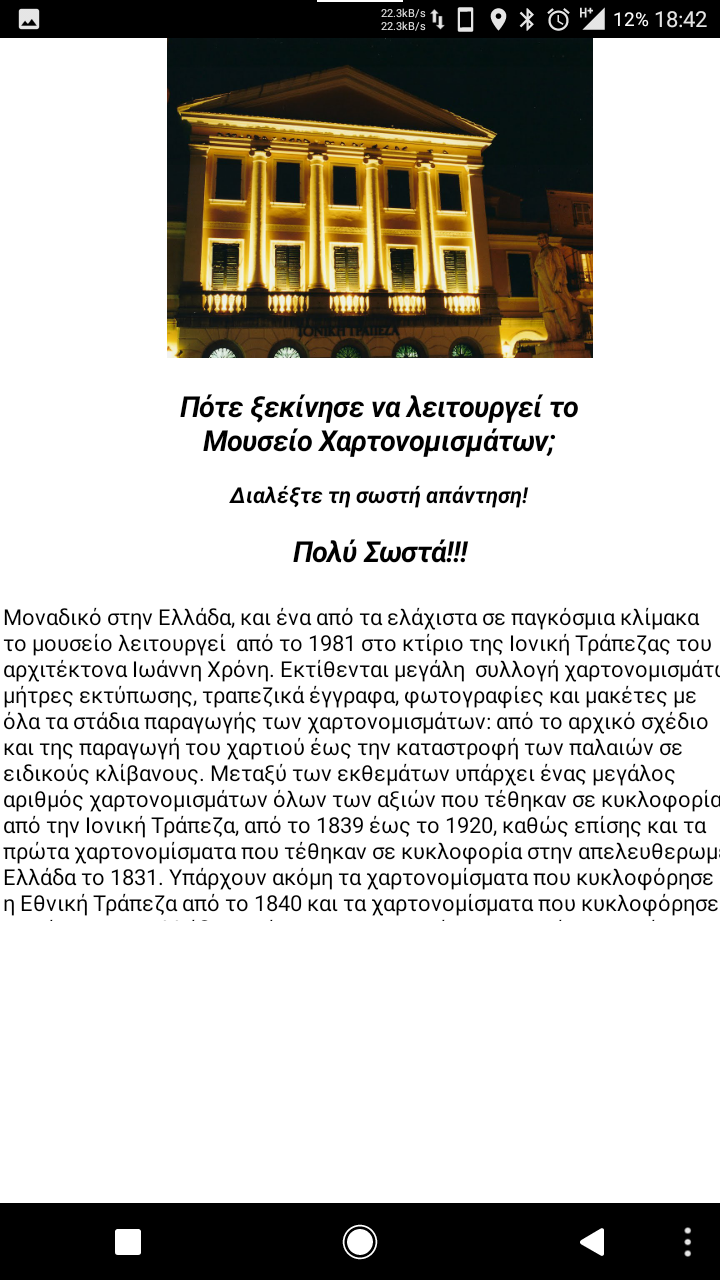 22.3kB/s
22.3kB/s
H+
12% 18:42
ΙΟΝΙΚΗ ΤΡΑΠΕΖΑ
Πότε ξεκίνησε να λειτουργεί το
Μουσείο Χαρτονομισμάτων;
Διαλέξτε τη σωστή απάντηση!
Πολύ Σωστά!!!
Μοναδικό στην Ελλάδα, και ένα από τα ελάχιστα σε παγκόσμια κλίμακα
το μουσείο λειτουργεί  από το 1981 στο κτίριο της Ιονική Τράπεζας του
αρχιτέκτονα Ιωάννη Χρόνη. Εκτίθενται μεγάλη  συλλογή χαρτονομισμάτω
μήτρες εκτύπωσης, τραπεζικά έγγραφα, φωτογραφίες και μακέτες με
όλα τα στάδια παραγωγής των χαρτονομισμάτων: από το αρχικό σχέδιο
και της παραγωγή του χαρτιού έως την καταστροφή των παλαιών σε
ειδικούς κλίβανους. Μεταξύ των εκθεμάτων υπάρχει ένας μεγάλος
αριθμός χαρτονομισμάτων όλων των αξιών που τέθηκαν σε κυκλοφορία
από την Ιονική Τράπεζα, από το 1839 έως το 1920, καθώς επίσης και τα
πρώτα χαρτονομίσματα που τέθηκαν σε κυκλοφορία στην απελευθερωμε
Ελλάδα το 1831. Υπάρχουν ακόμη τα χαρτονομίσματα που κυκλοφόρησε
η Εθνική Τράπεζα από το 1840 και τα χαρτονομίσματα που κυκλοφόρησε